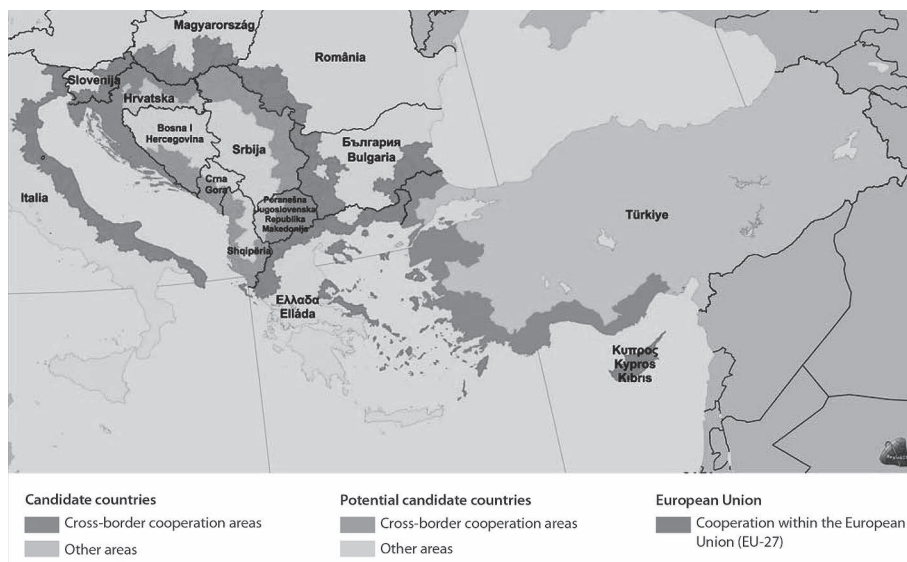 Magyarország
România
Slovenija
Hrvatska
Bosna I
Hercegovina
Srbija
България
Bulgaria
Crna
Gora
Italia
Poranešna
Jugoslovenska
Republika
Makedonija
Türkiye
Shqipëria
Ελλαδα
Elláda
Κυπρος
Kypros
Kıbrıs
Candidate countries
Cross-border cooperation areas
Other areas
Potential candidate countries
Cross-border cooperation areas
Other areas
European Union
Cooperation within the European
Union (EU-27)